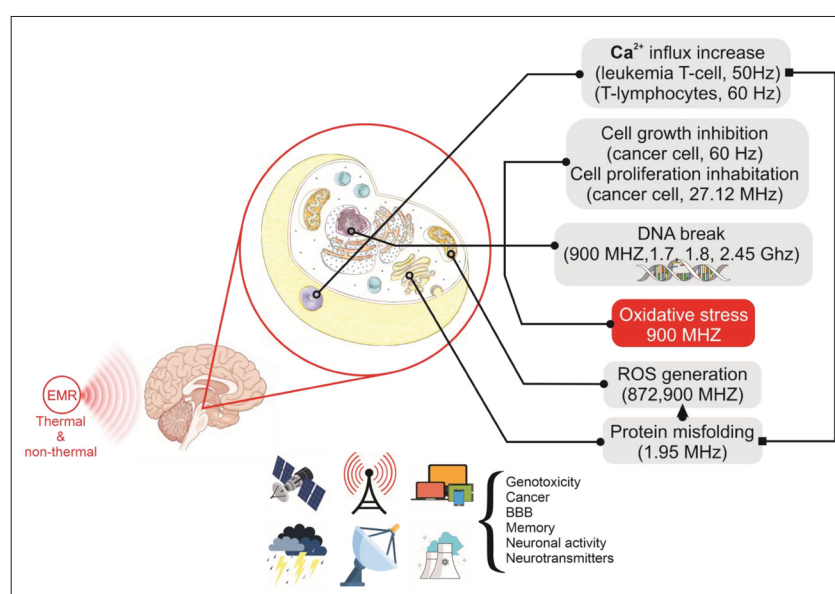 Ca²⁺ influx increase
(leukemia T-cell, 50Hz)
(T-lymphocytes, 60 Hz)
Cell growth inhibition
(cancer cell, 60 Hz)
Cell proliferation inhabitation
(cancer cell, 27.12 MHz)
DNA break
(900 MHZ,1.7, 1.8, 2.45 Ghz)
Oxidative stress
900 MHZ
ROS generation
(872,900 MHZ)
Protein misfolding
(1.95 MHz)
EMR
Thermal
&
non-thermal
Genotoxicity
Cancer
BBB
Memory
Neuronal activity
Neurotransmitters